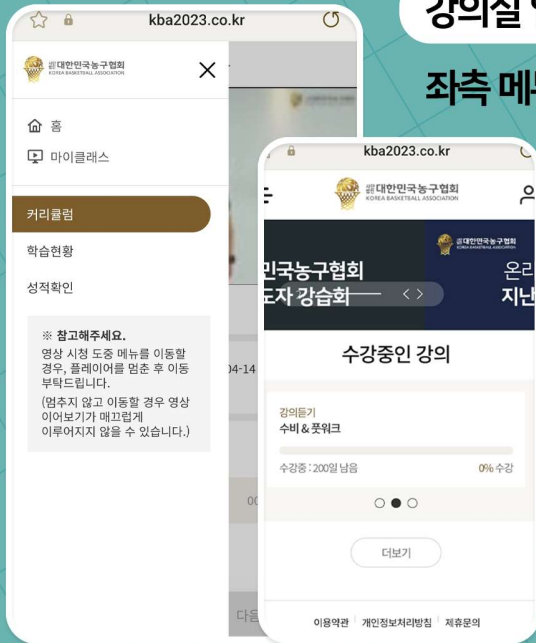 강의실
좌측 메뉴
kba2023.co.kr
대한민국농구협회
KOREA BASKETBALL ASSOCIATION
홈
마이클래스
커리큘럼
학습현황
성적확인
※ 참고해주세요.
영상 시청 도중 메뉴를 이동할
경우, 플레이어를 멈춘 후 이동
부탁드립니다.
(멈추지 않고 이동할 경우 영상
이어보기가 매끄럽게
이루어지지 않을 수 있습니다.)
04-14
00
다음
kba2023.co.kr
대한민국농구협회
KOREA BASKETBALL ASSOCIATION
민국농구협회
도자 강습회
대한민국농구협회
KOREA BASKETBALL ASSOCIATION
온라
지난
수강중인 강의
강의듣기
수비 & 풋워크
수강중 : 200일 남음 0% 수강
더보기
이용약관 개인정보처리방침 제휴문의